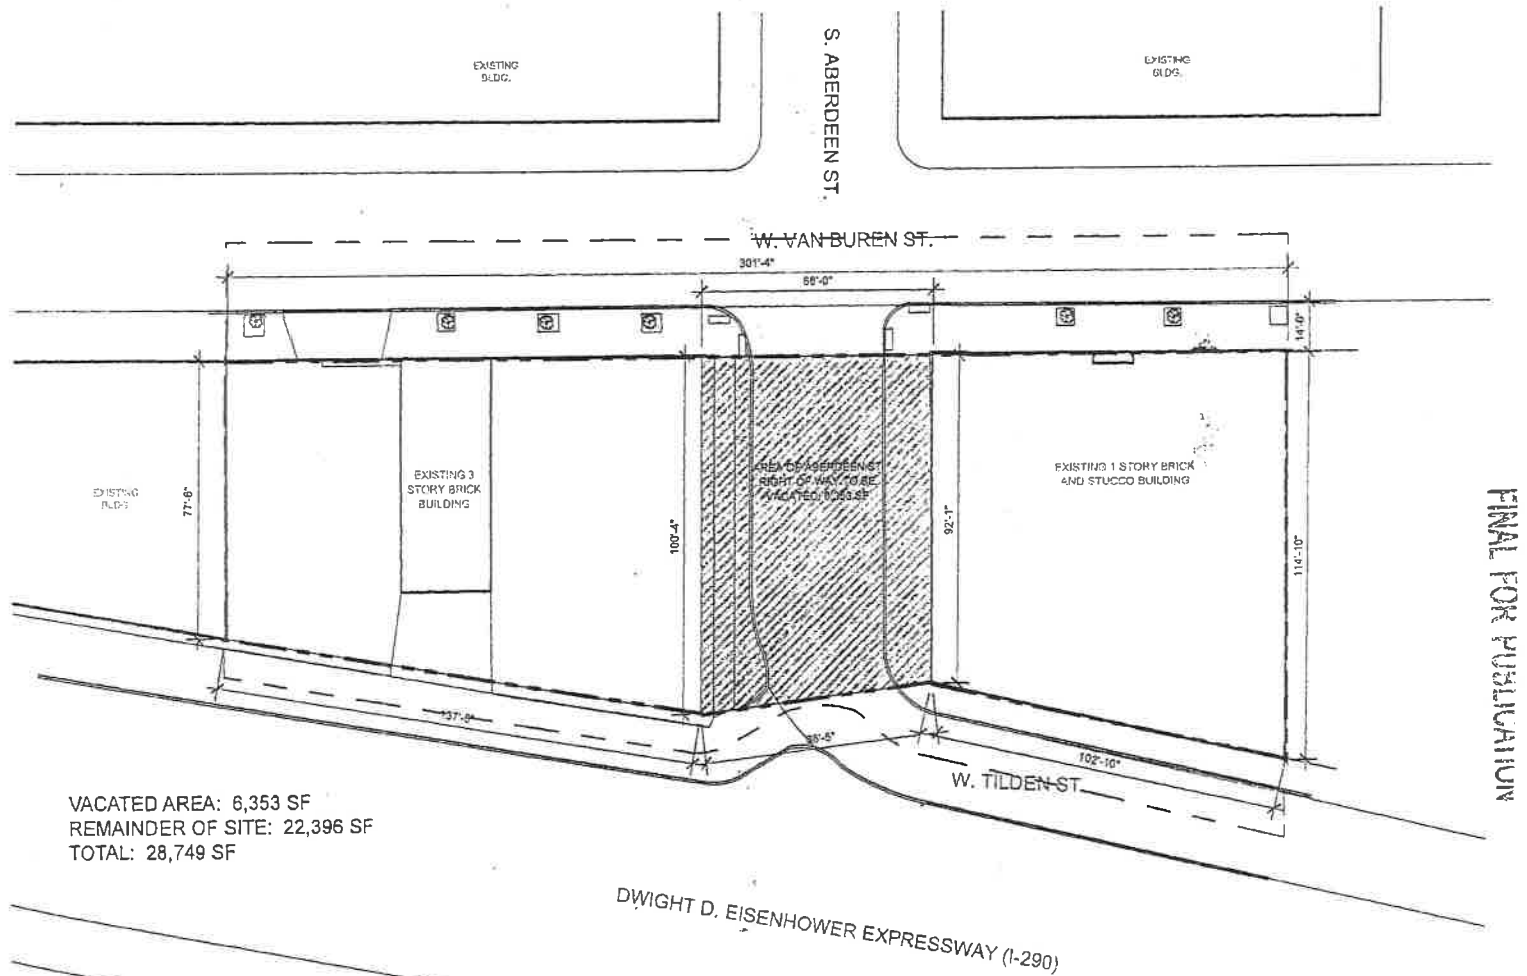 EXISTING
BLDG.
S. ABERDEEN ST.
EXISTING
BLDG.
W. VAN BUREN ST.
301'-4"
66'-0"
14'-0"
EXISTING
BLDG
77'-6"
EXISTING 3
STORY BRICK
BUILDING
100'-4"
AREA OF ABERDEEN ST
RIGHT OF WAY TO BE
VACATED: 6,353 SF
92'-1"
EXISTING 1 STORY BRICK
AND STUCCO BUILDING
114'-10"
FINAL FOR PUBLICATION
102'-10"
W. TILDEN ST.
VACATED AREA: 6,353 SF
REMAINDER OF SITE: 22,396 SF
TOTAL: 28,749 SF
DWIGHT D. EISENHOWER EXPRESSWAY (I-290)